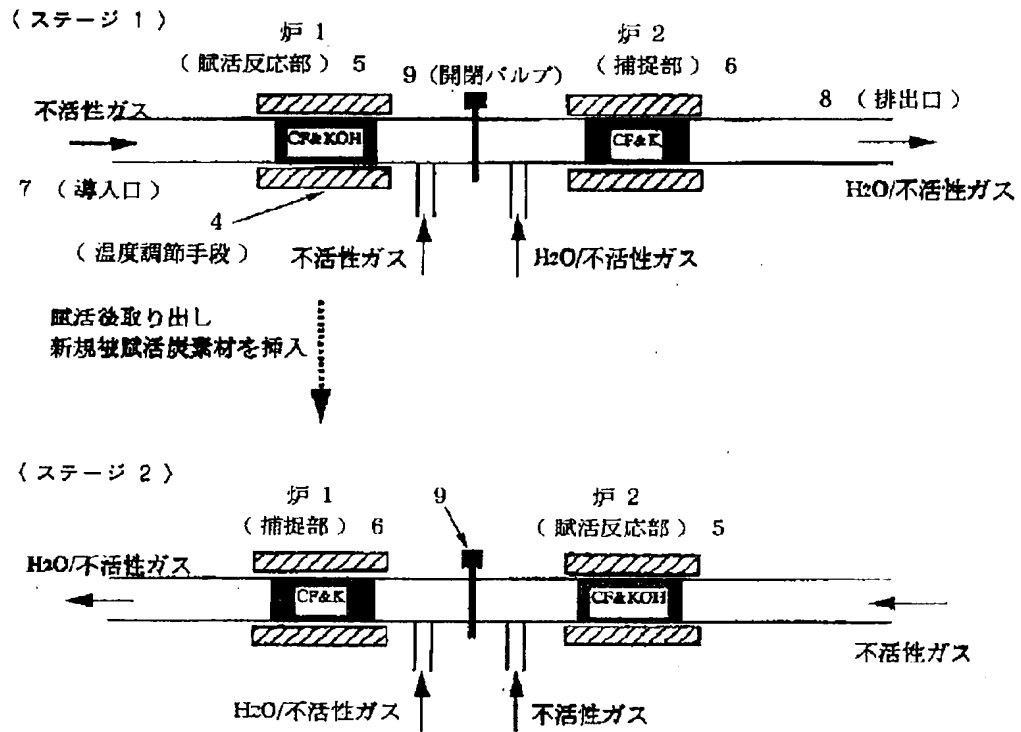 〈 ステージ 1 〉
炉 1
( 賦活反応部 ) 5
9 (開閉バルブ)
炉 2
( 捕捉部 ) 6
8 ( 排出口 )
不活性ガス
CF&KOH
CF&K
7 ( 導入口 )
H2O/不活性ガス
4
( 温度調節手段 )
不活性ガス
H2O/不活性ガス
賦活後取り出し
新規被賦活炭素材を挿入
〈 ステージ 2 〉
炉 1
( 捕捉部 ) 6
9
炉 2
( 賦活反応部 ) 5
H2O/不活性ガス
CF&K
CF&KOH
不活性ガス
H2O/不活性ガス
不活性ガス